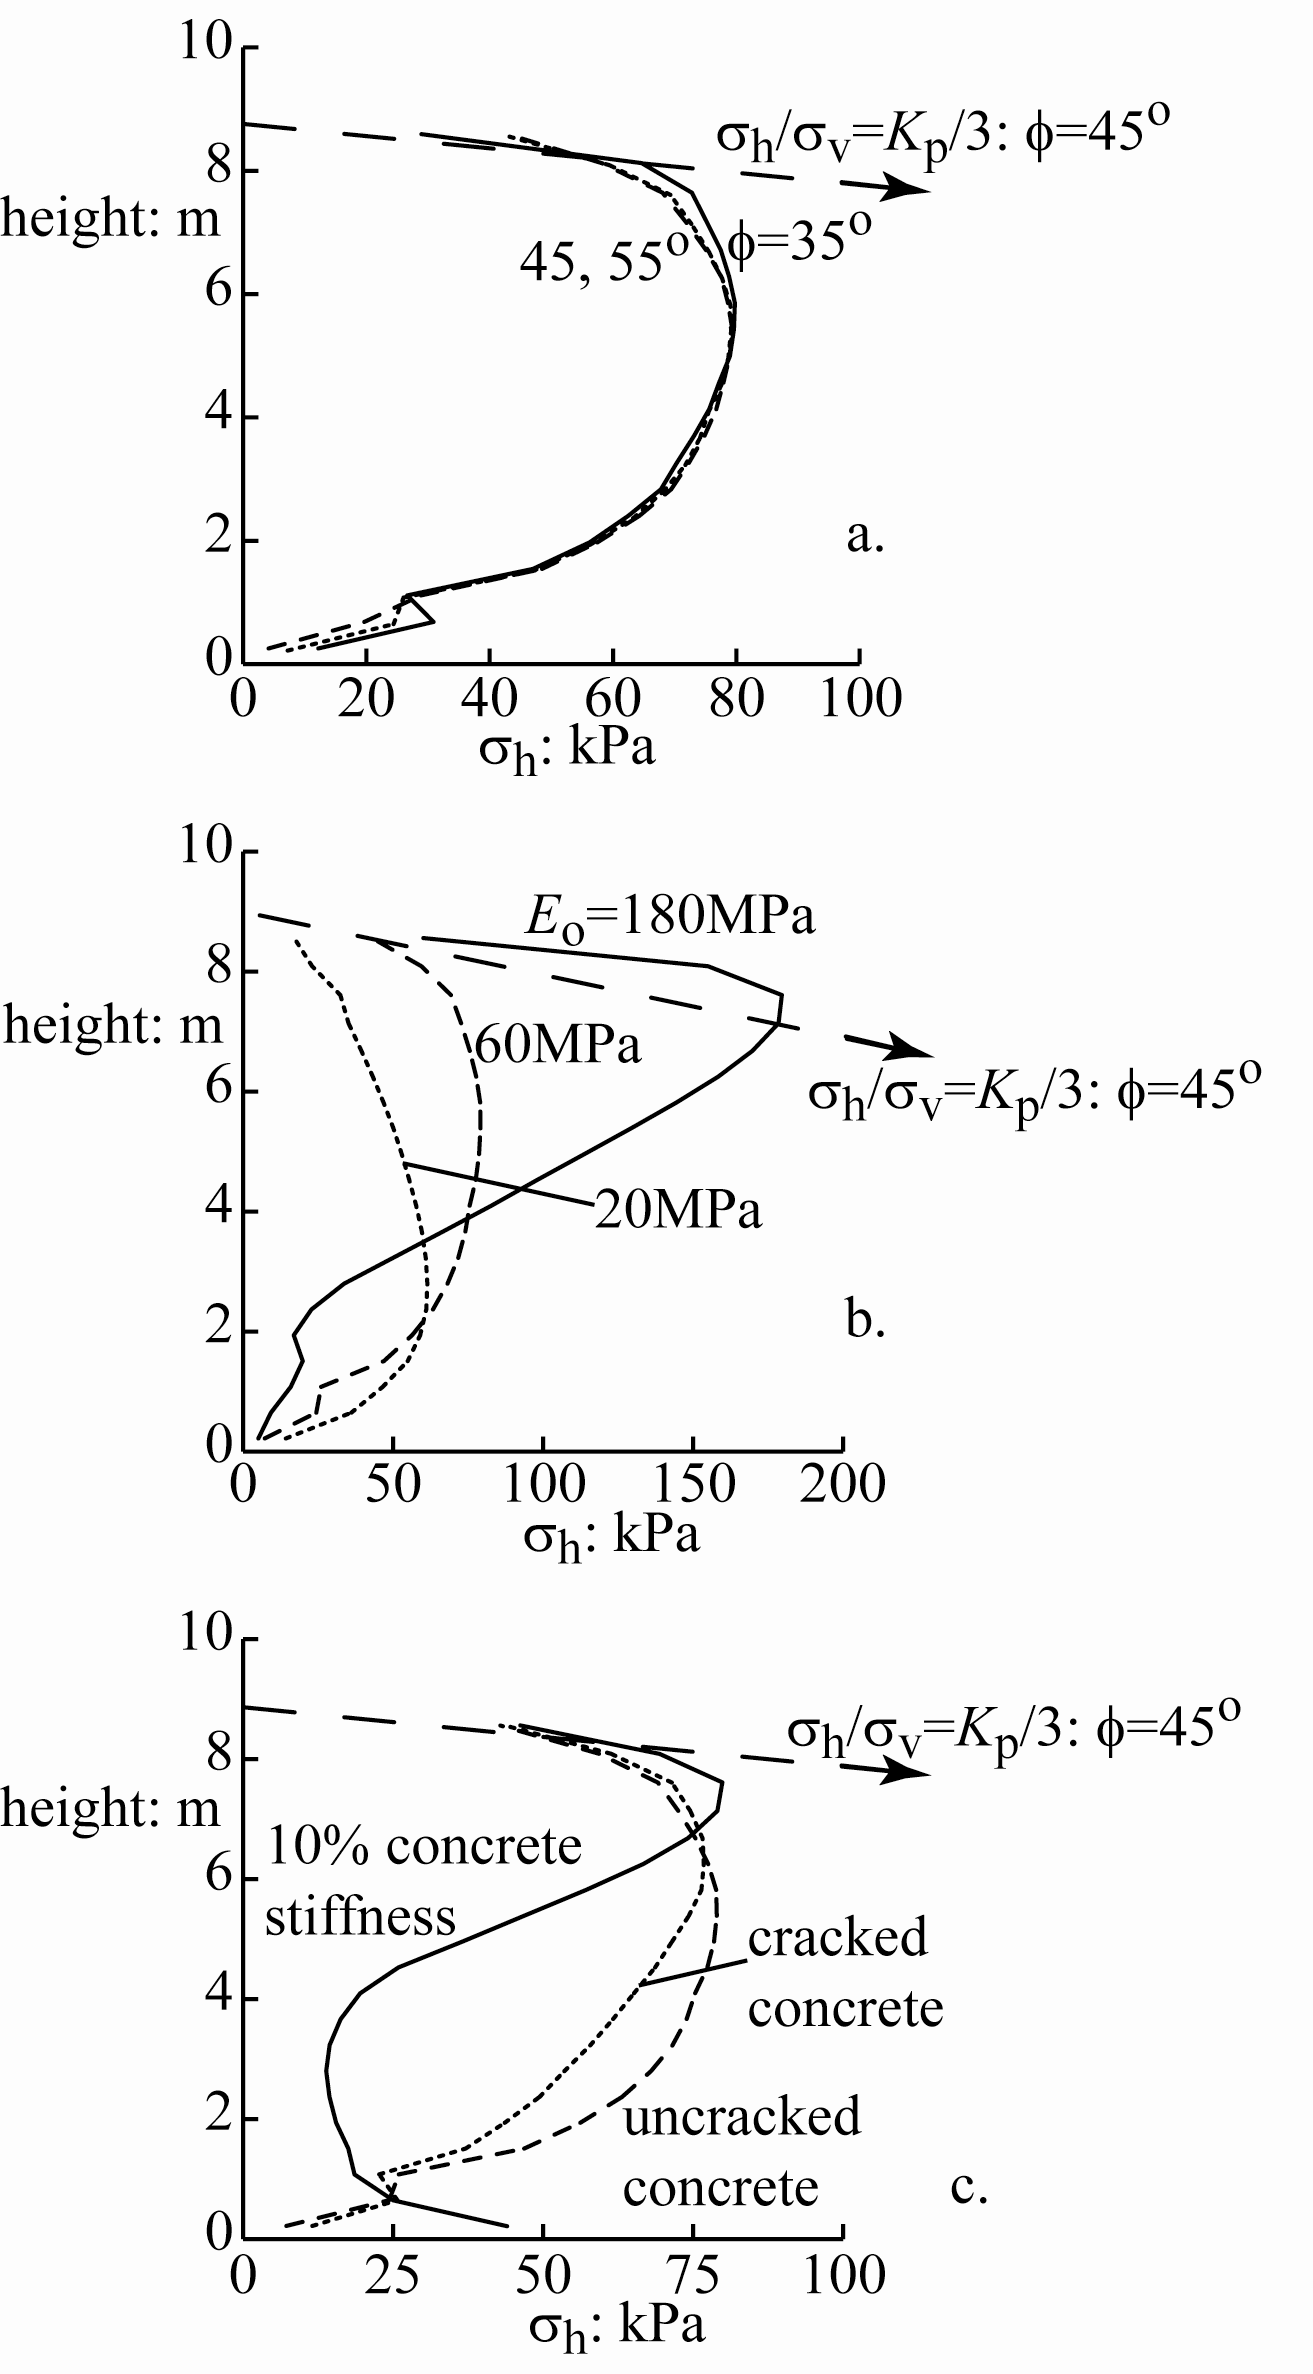 10
σh/σv=Kp/3: ϕ=45o
8
height: m
45, 55o
ϕ=35o
6
4
2
a.
0
0 20 40 60 80 100
σh: kPa
10
Eo=180MPa
8
height: m
60MPa
6
σh/σv=Kp/3: ϕ=45o
4
20MPa
2
b.
0
0 50 100 150 200
σh: kPa
10
σh/σv=Kp/3: ϕ=45o
8
height: m
10% concrete
stiffness
6
cracked
concrete
4
2
uncracked
concrete
c.
0
0 25 50 75 100
σh: kPa